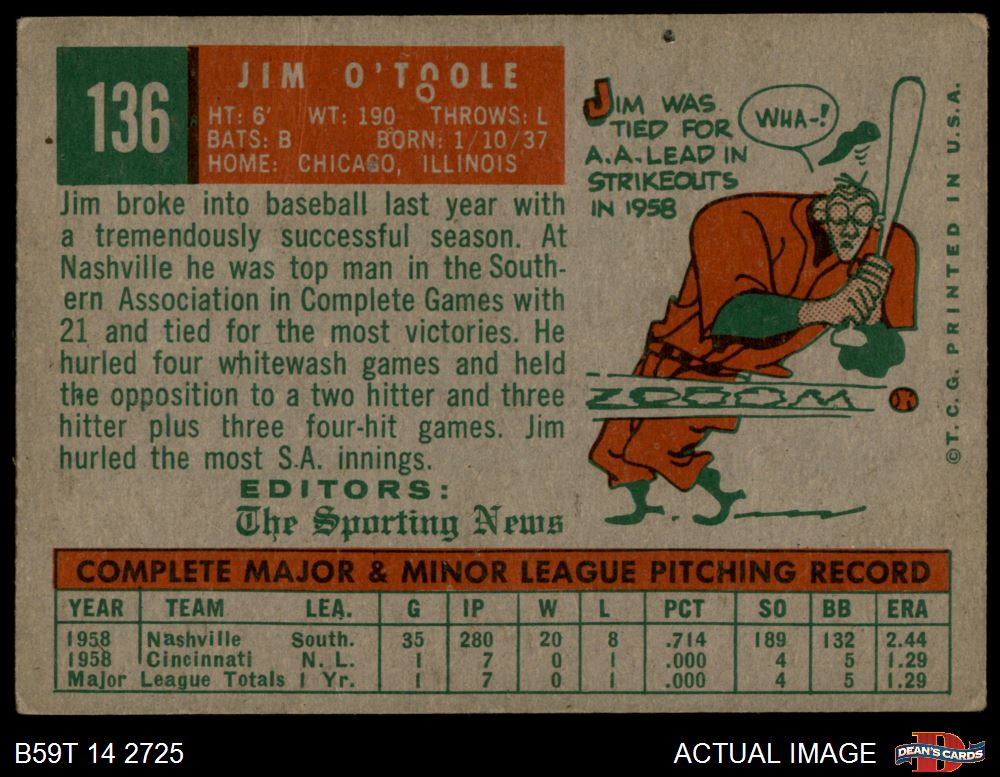 136
JIM O'TOOLE
HT: 6' WT: 190 THROWS: L
BATS: B BORN: 1/10/37
HOME: CHICAGO, ILLINOIS
Jim broke into baseball last year with
a tremendously successful season. At
Nashville he was top man in the South-
ern Association in Complete Games with
21 and tied for the most victories. He
hurled four whitewash games and held
the opposition to a two hitter and three
hitter plus three four-hit games. Jim
hurled the most S.A. innings.
EDITORS:
The Sporting News
JIM WAS
TIED FOR
A.A. LEAD IN
STRIKEOUTS
IN 1958
WHA-!
ZOOOOM
©T. C. G. PRINTED IN U.S.A.
COMPLETE MAJOR & MINOR LEAGUE PITCHING RECORD
YEAR TEAM LEA. G IP W L PCT SO BB ERA
1958 Nashville South. 35 280 20 8 .714 189 132 2.44
1958 Cincinnati N. L. 1 7 0 1 .000 4 5 1.29
Major League Totals 1 Yr. 1 7 0 1 .000 4 5 1.29
B59T 14 2725
ACTUAL IMAGE
D
DEAN'S CARDS